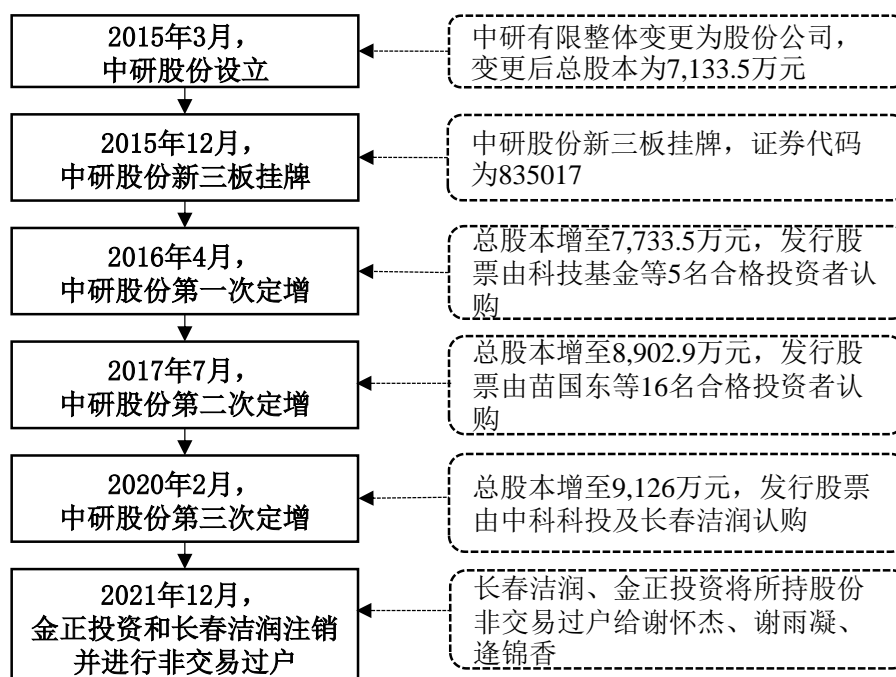 2015年3月，
中研股份设立
中研有限整体变更为股份公司，
变更后总股本为7,133.5万元
2015年12月，
中研股份新三板挂牌
中研股份新三板挂牌，证券代码
为835017
2016年4月，
中研股份第一次定增
总股本增至7,733.5万元，发行股
票由科技基金等5名合格投资者认
购
2017年7月，
中研股份第二次定增
总股本增至8,902.9万元，发行股
票由苗国东等16名合格投资者认
购
2020年2月，
中研股份第三次定增
总股本增至9,126万元，发行股票
由中科科投及长春洁润认购
2021年12月，
金正投资和长春洁润注销
并进行非交易过户
长春洁润、金正投资将所持股份
非交易过户给谢怀杰、谢雨凝、
逄锦香